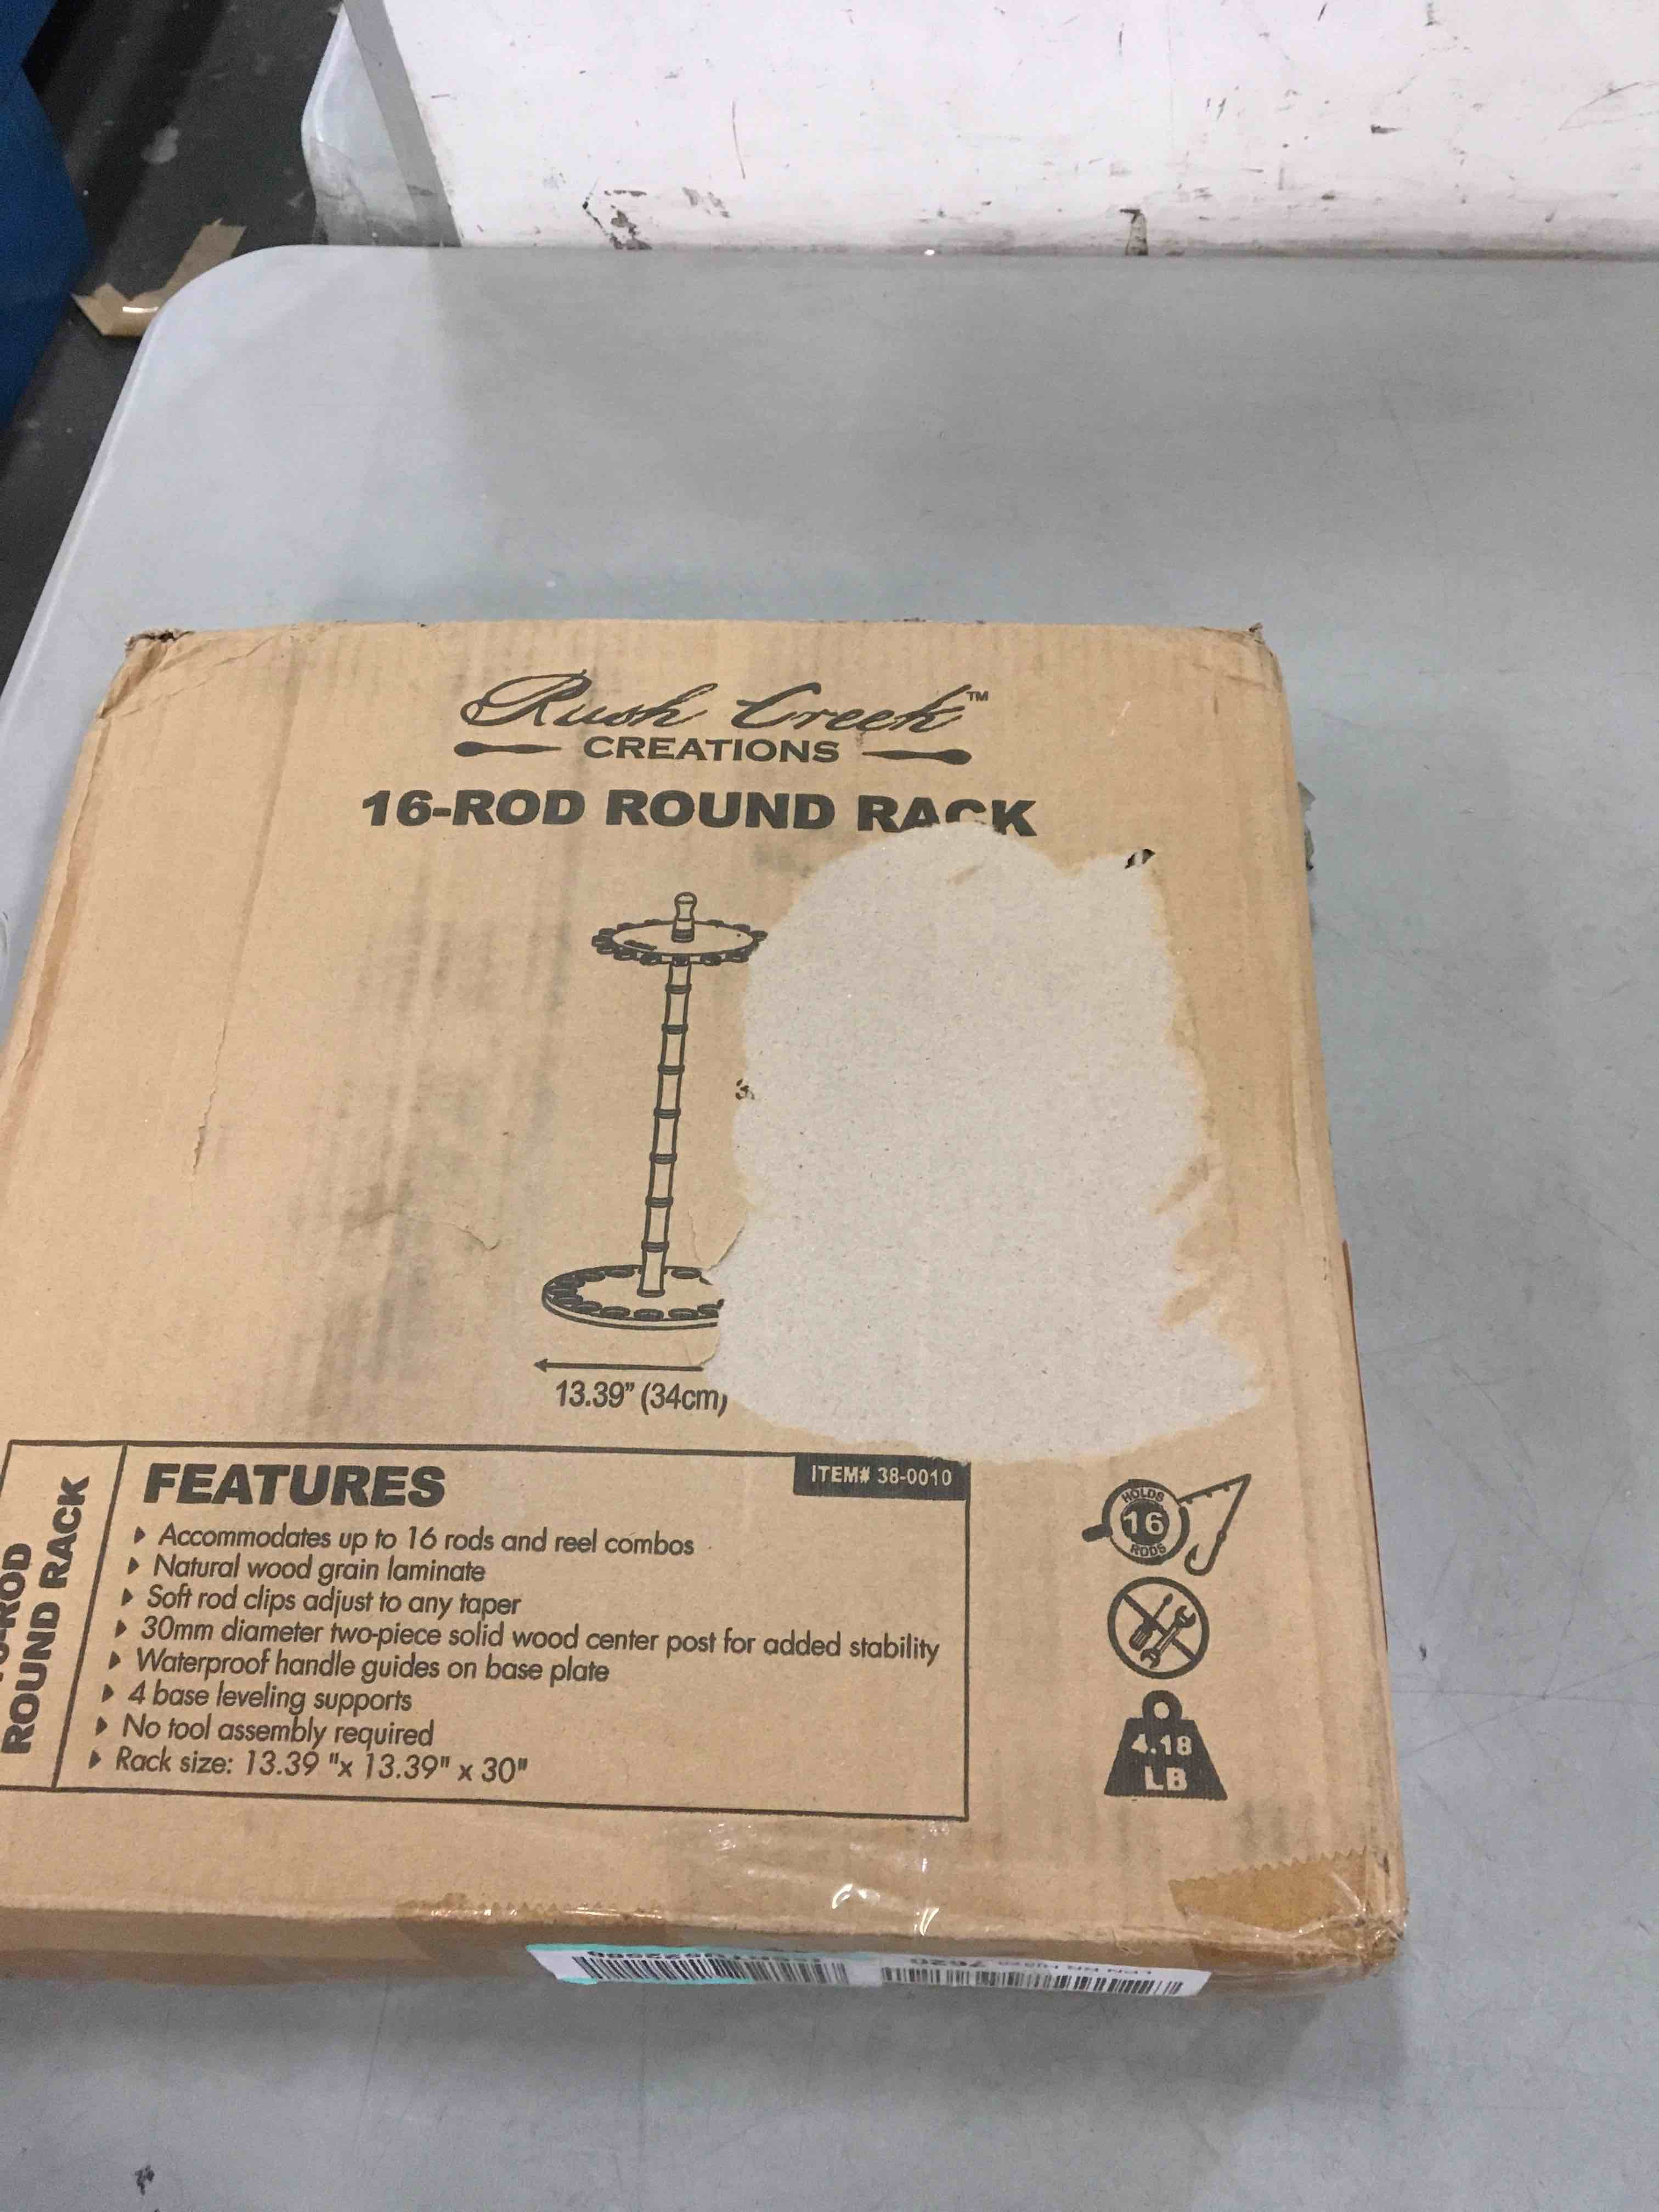 Rush Creek™
CREATIONS
16-ROD ROUND RACK
13.39” (34cm)
ITEM# 38-0010
FEATURES
Accommodates up to 16 rods and reel combos
Natural wood grain laminate
Soft rod clips adjust to any taper
30mm diameter two-piece solid wood center post for added stability
Waterproof handle guides on base plate
4 base leveling supports
No tool assembly required
Rack size: 13.39 "x 13.39" x 30"
ROUND RACK
HOLDS
16
RODS
4.18
LB